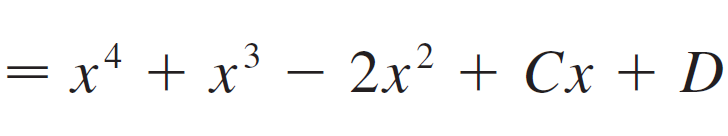 = x⁴ + x³ − 2x² + Cx + D